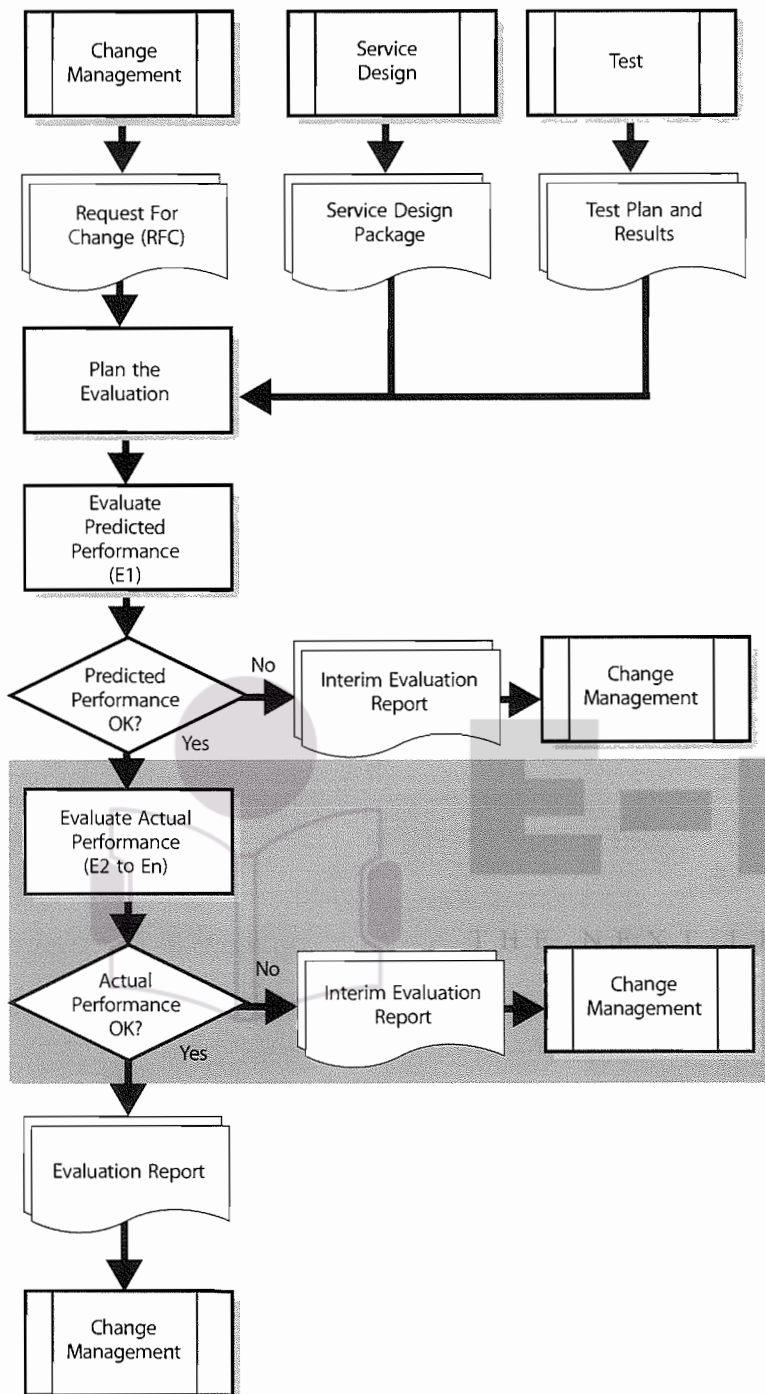 Change
Management
Service
Design
Test
Request For
Change (RFC)
Service Design
Package
Test Plan and
Results
Plan the
Evaluation
Evaluate
Predicted
Performance
(E1)
Predicted
Performance
OK?
No
Yes
Interim Evaluation
Report
Change
Management
Evaluate Actual
Performance
(E2 to En)
E-
Actual
Performance
OK?
No
Yes
Interim Evaluation
Report
Change
Management
THE NEXT
Evaluation Report
Change
Management